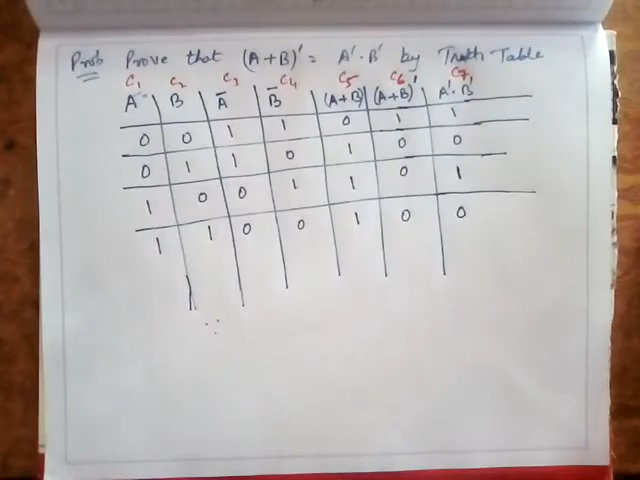 Prob Prove that (A+B)' = A'·B' by Truth Table
C1 C2 C3 C4 C5 C6 C7
A B Ā B̄ (A+B) (A+B)' A'·B'
0 0 1 1 0 1 1
0 1 1 0 1 0 0
1 0 0 1 1 0 1
1 1 0 0 1 0 0